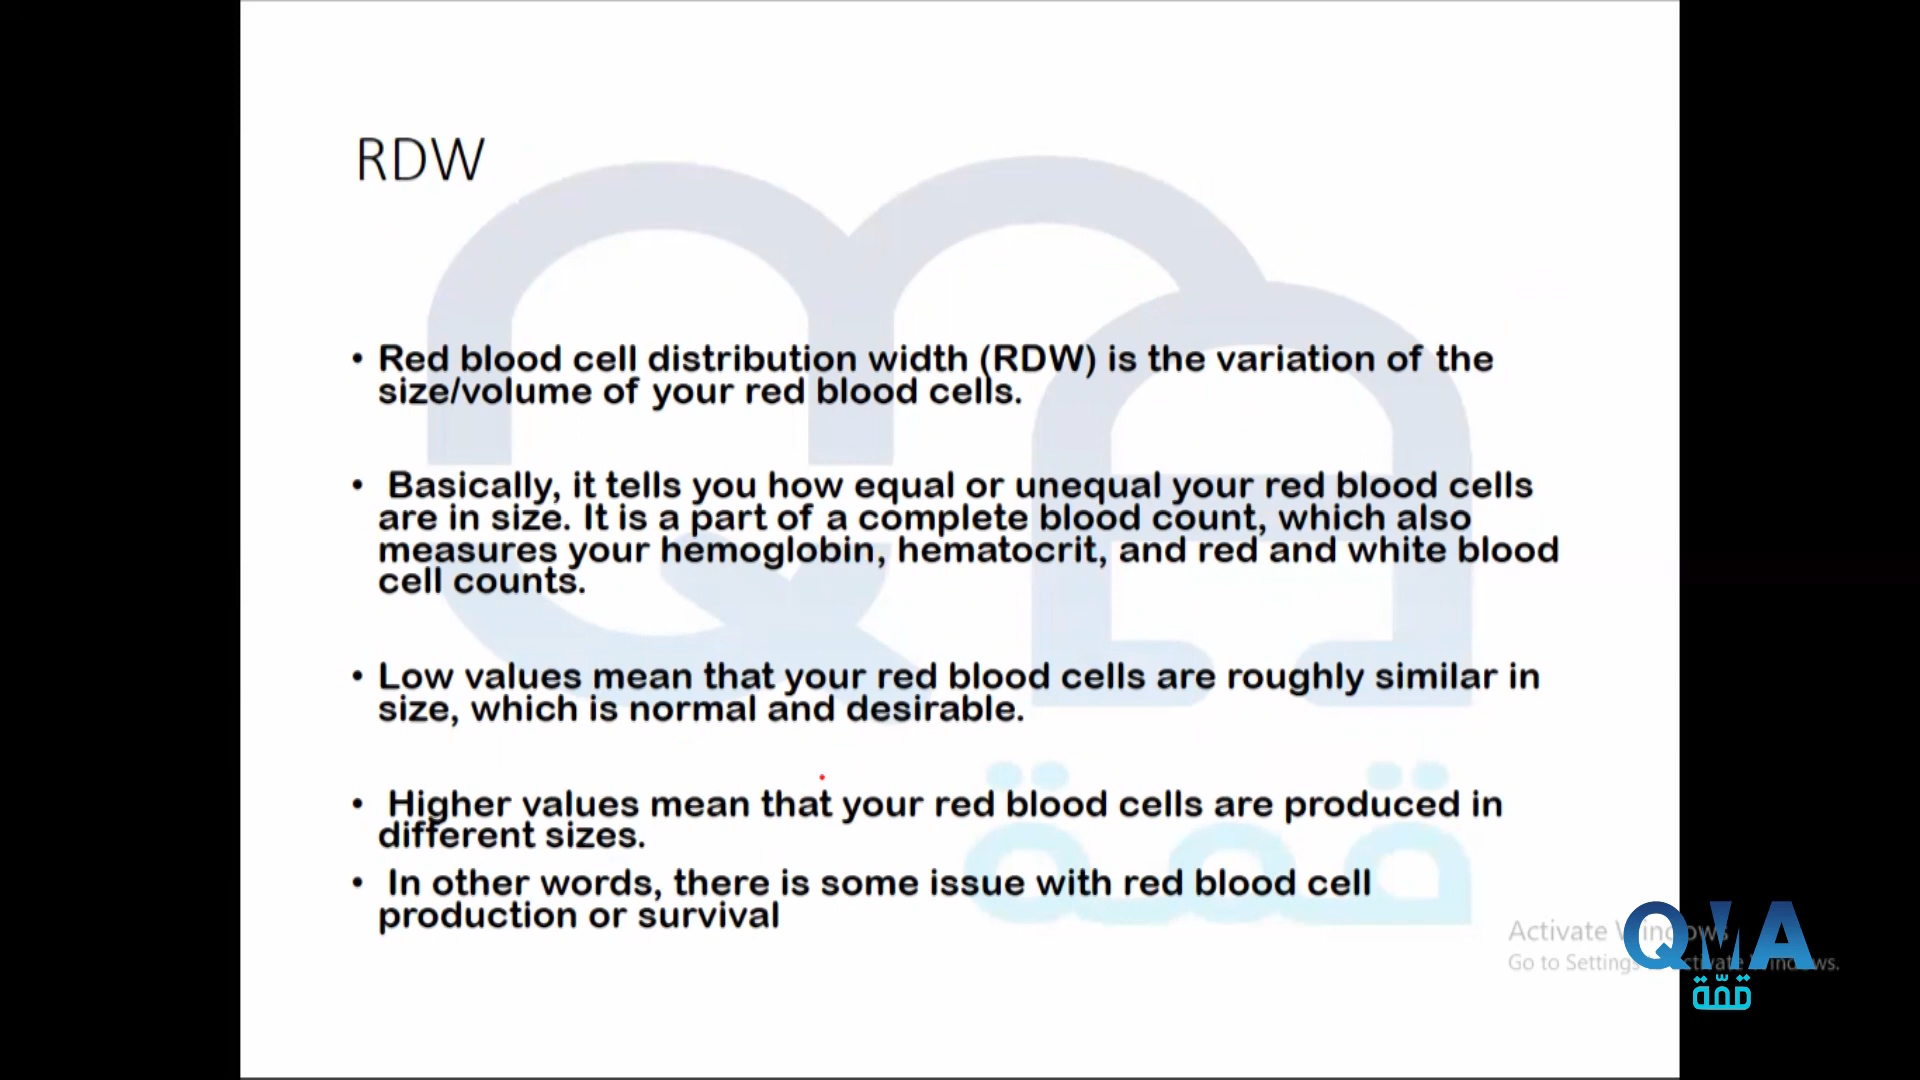 RDW
• Red blood cell distribution width (RDW) is the variation of the
size/volume of your red blood cells.
• Basically, it tells you how equal or unequal your red blood cells
are in size. It is a part of a complete blood count, which also
measures your hemoglobin, hematocrit, and red and white blood
cell counts.
• Low values mean that your red blood cells are roughly similar in
size, which is normal and desirable.
• Higher values mean that your red blood cells are produced in
different sizes.
• In other words, there is some issue with red blood cell
production or survival
قمة
Activate Windows
Go to Settings to activate Windows.
QMA
قمّة